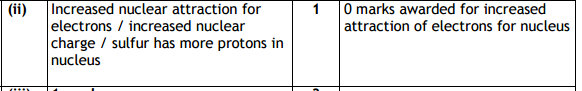 (ii) Increased nuclear attraction for 1 0 marks awarded for increased
electrons / increased nuclear attraction of electrons for nucleus
charge / sulfur has more protons in
nucleus